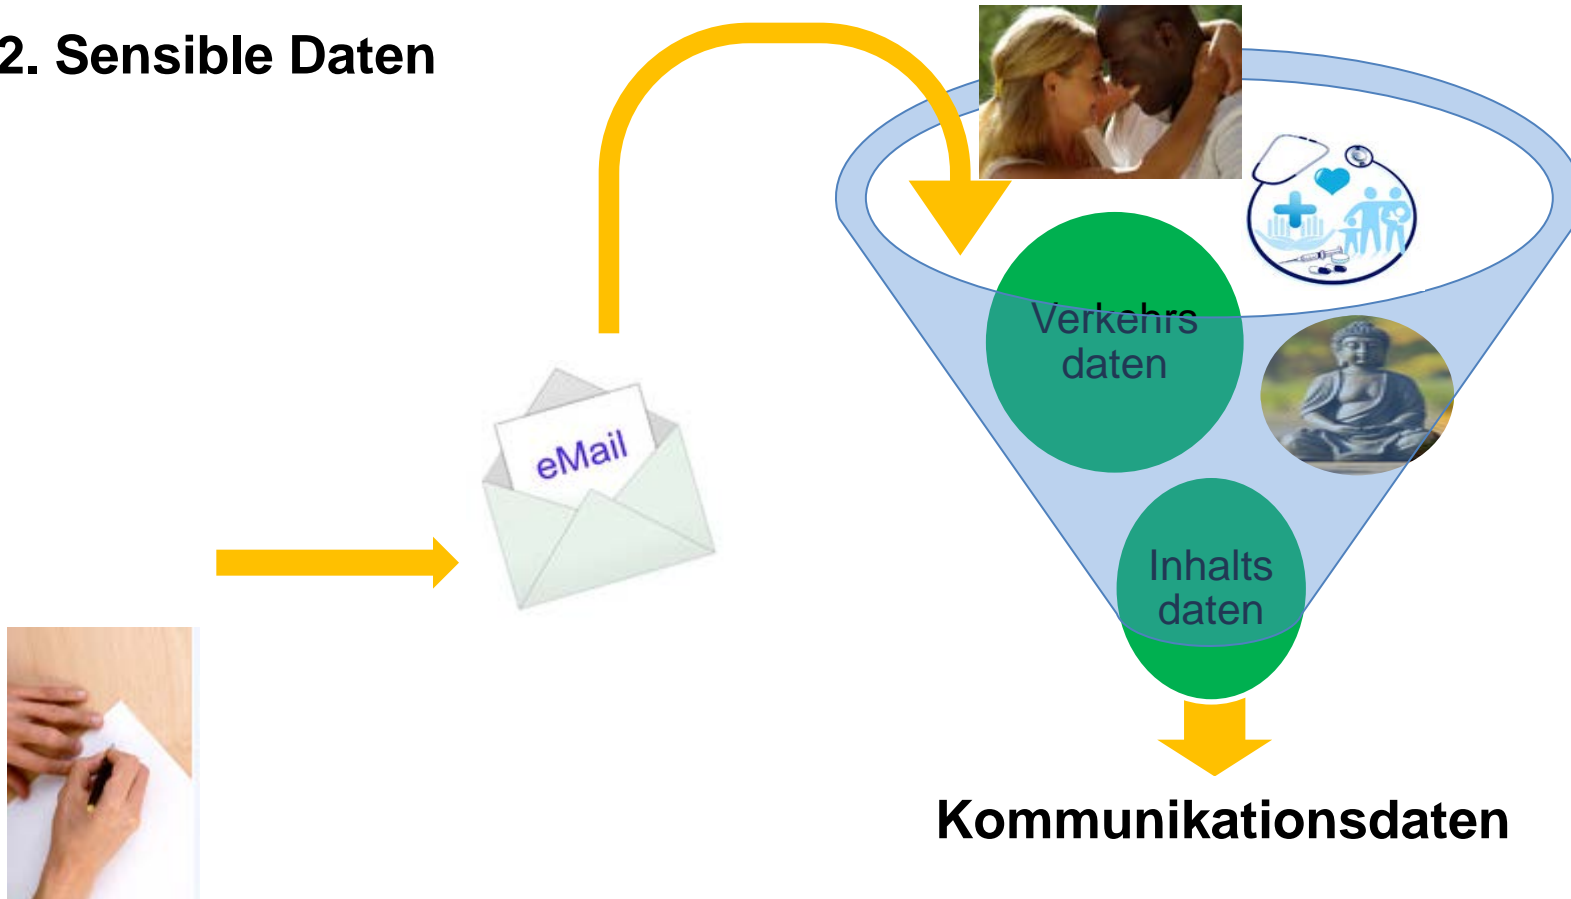 2. Sensible Daten
Verkehrs
daten
eMail
Inhalts
daten
Kommunikationsdaten